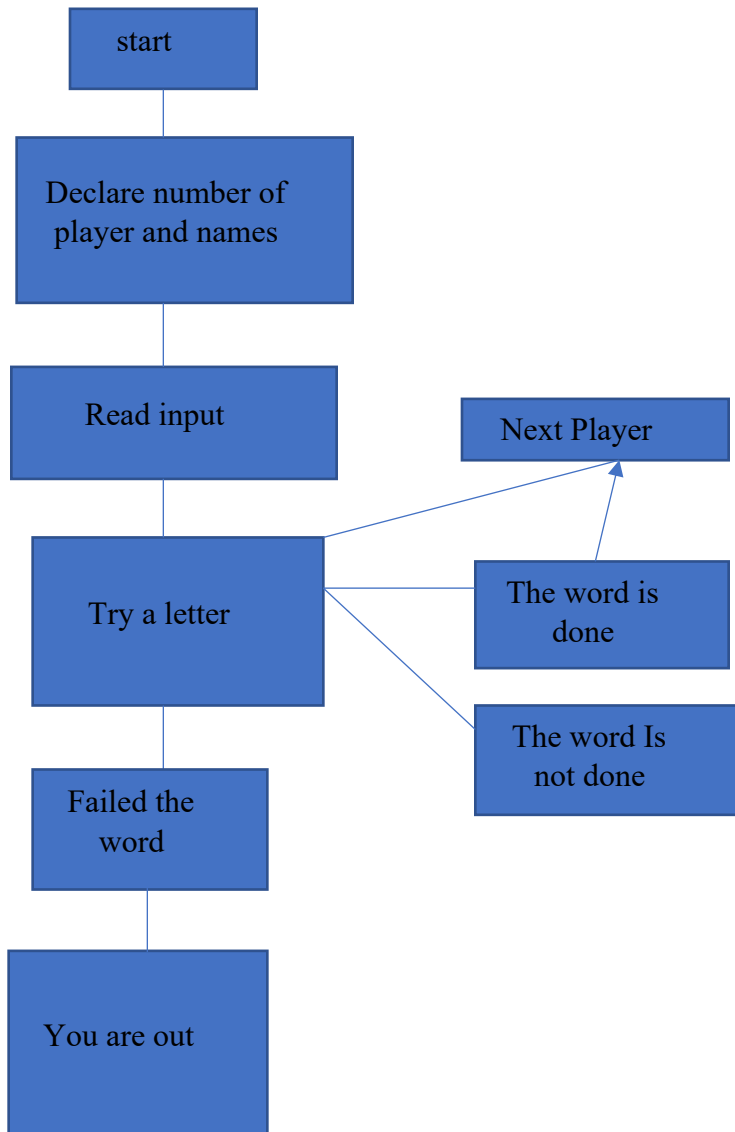 start
Declare number of
player and names
Read input
Next Player
Try a letter
The word is
done
The word Is
not done
Failed the
word
You are out